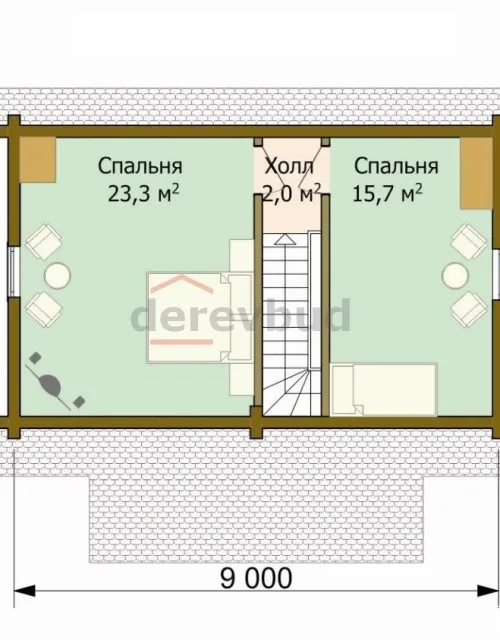 Спальня
23,3 м²
Холл
2,0 м²
Спальня
15,7 м²
derevbud
9 000